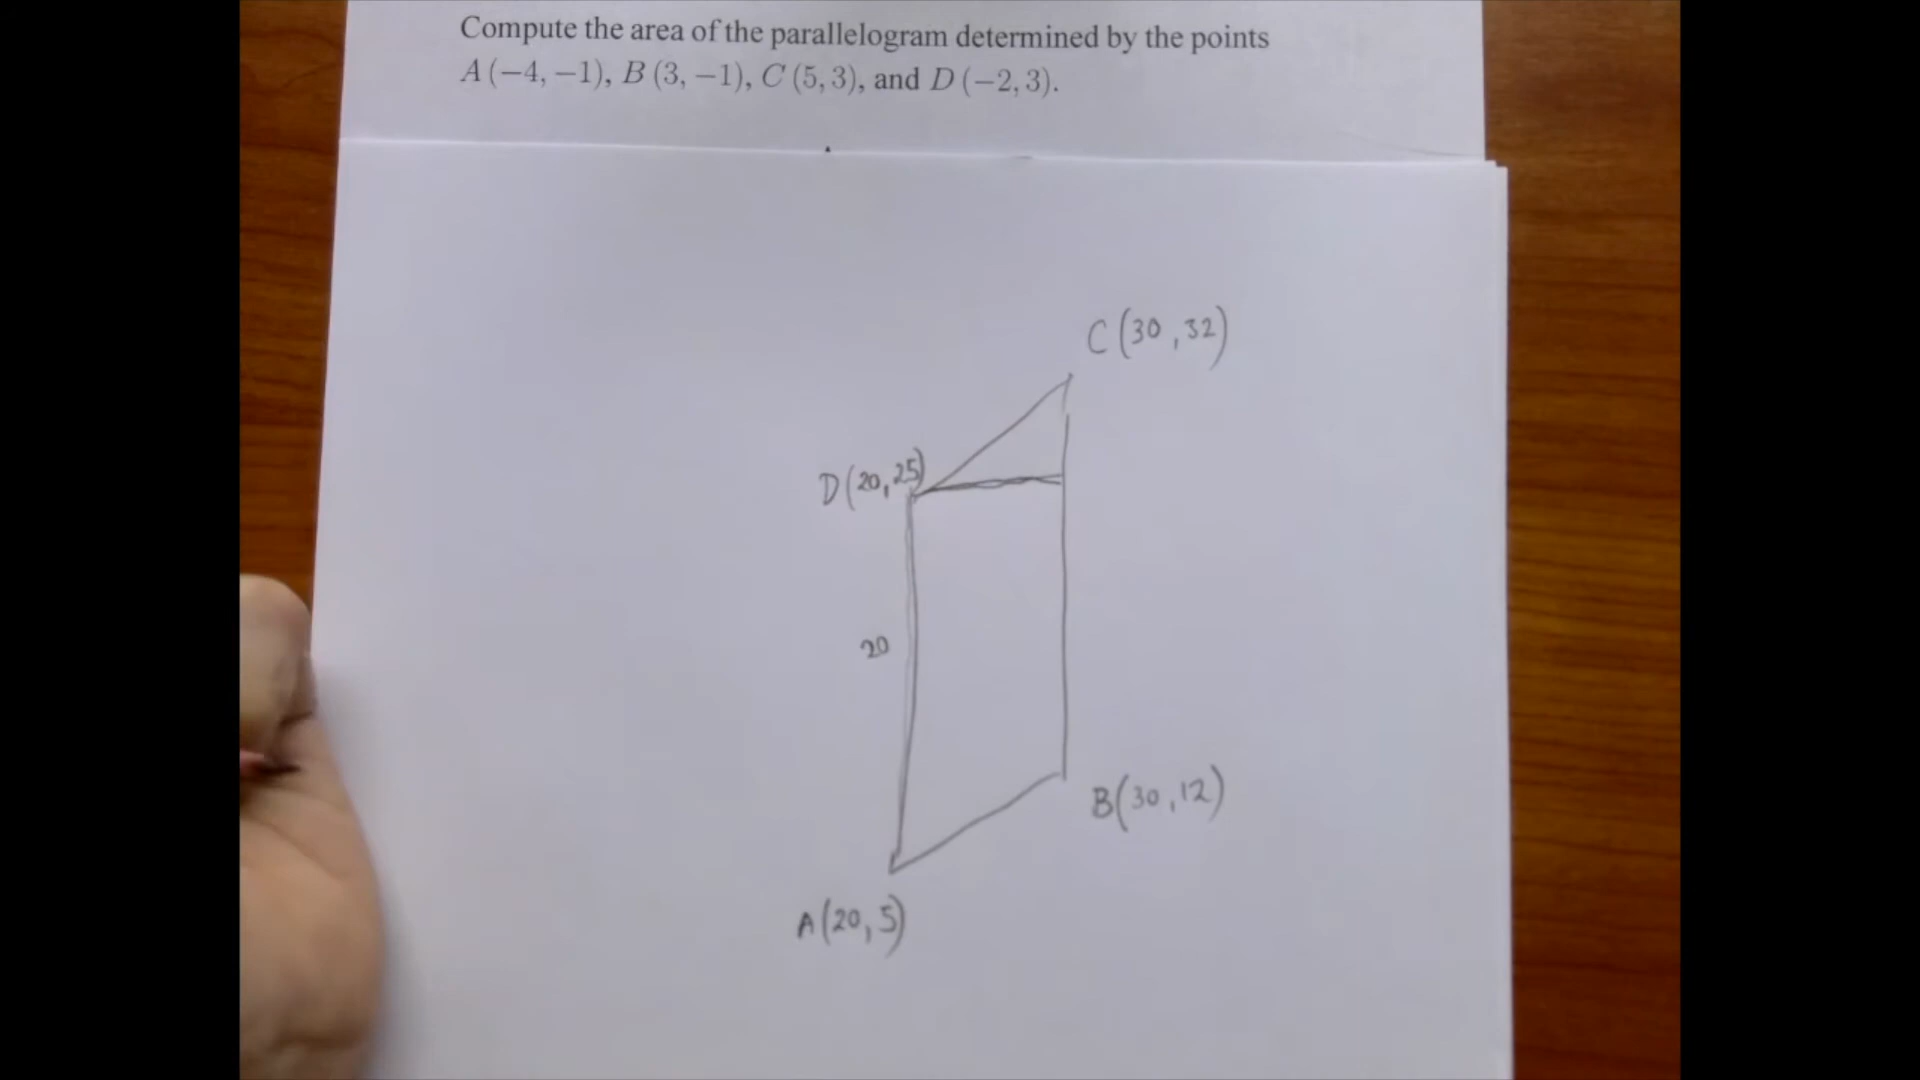 Compute the area of the parallelogram determined by the points
A (−4, −1), B (3, −1), C (5, 3), and D (−2, 3).
C(30,32)
D(20,25)
20
B(30,12)
A(20,5)